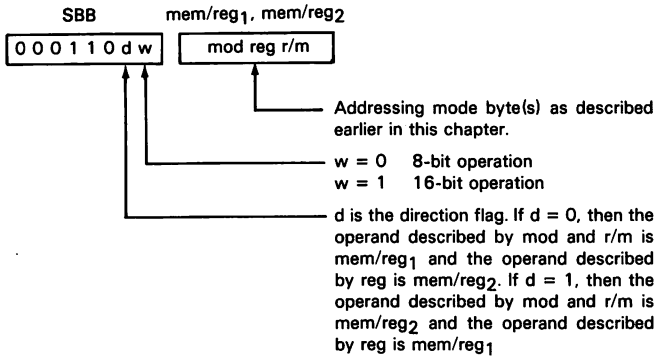 SBB mem/reg1, mem/reg2
0 0 0 1 1 0 d w mod reg r/m
Addressing mode byte(s) as described
earlier in this chapter.
w = 0 8-bit operation
w = 1 16-bit operation
d is the direction flag. If d = 0, then the
operand described by mod and r/m is
mem/reg1 and the operand described
by reg is mem/reg2. If d = 1, then the
operand described by mod and r/m is
mem/reg2 and the operand described
by reg is mem/reg1